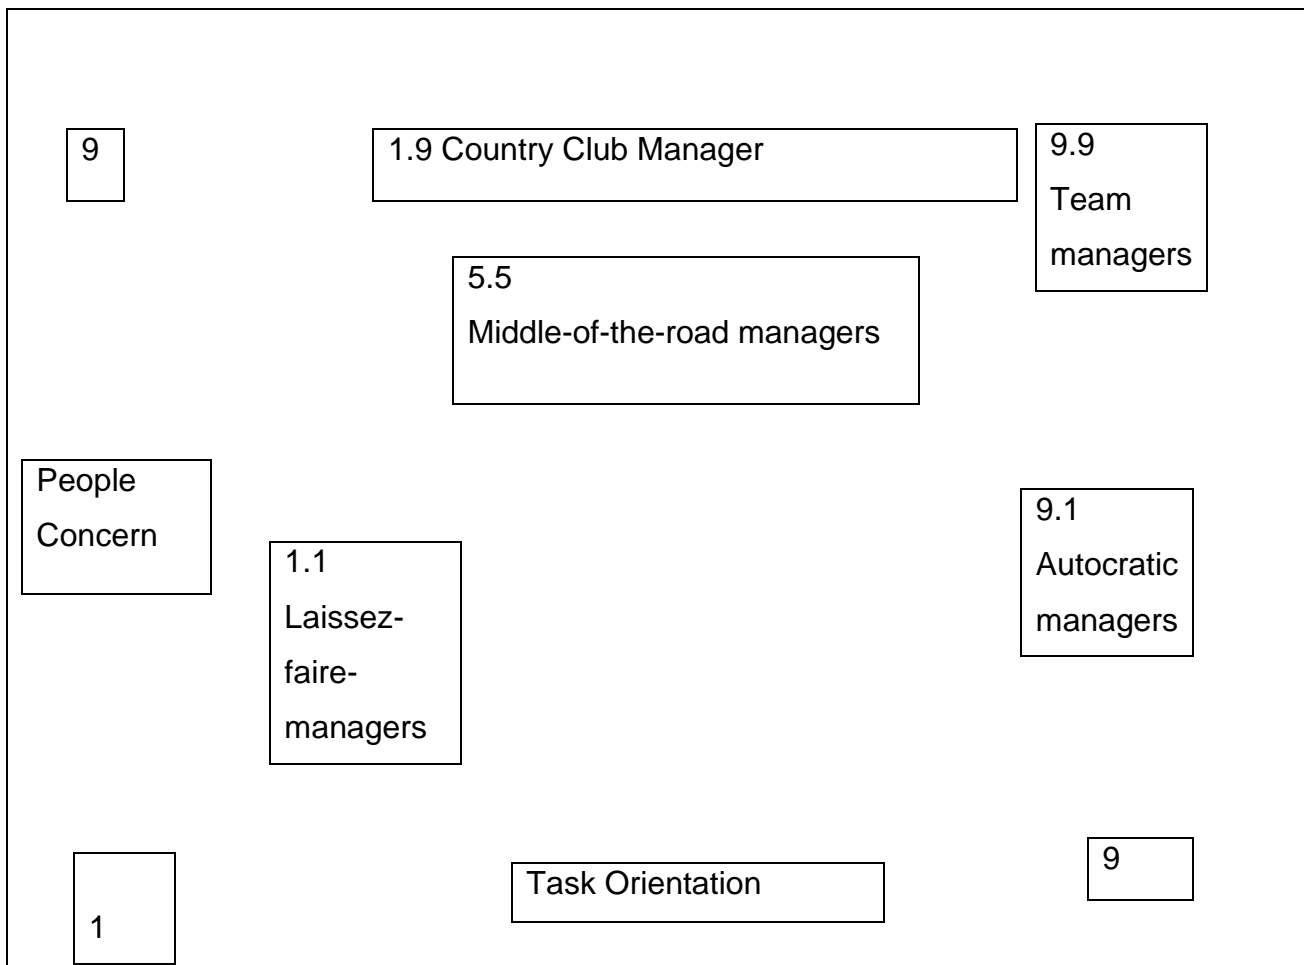 9
1.9 Country Club Manager
9.9
Team
managers
5.5
Middle-of-the-road managers
People
Concern
1.1
Laissez-
faire-
managers
9.1
Autocratic
managers
1
Task Orientation
9